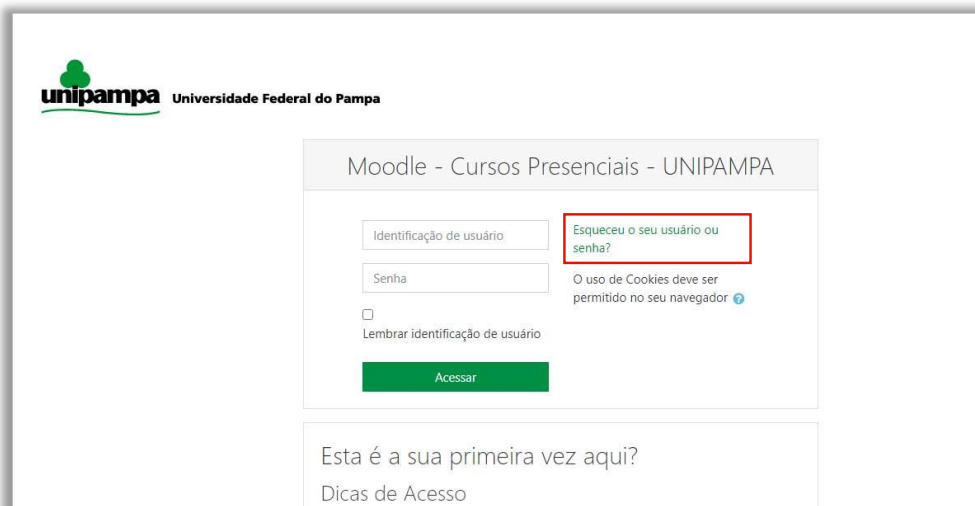 unipampa Universidade Federal do Pampa
Moodle - Cursos Presenciais - UNIPAMPA
Identificação de usuário
Esqueceu o seu usuário ou
senha?
Senha
O uso de Cookies deve ser
permitido no seu navegador ?
Lembrar identificação de usuário
Acessar
Esta é a sua primeira vez aqui?
Dicas de Acesso